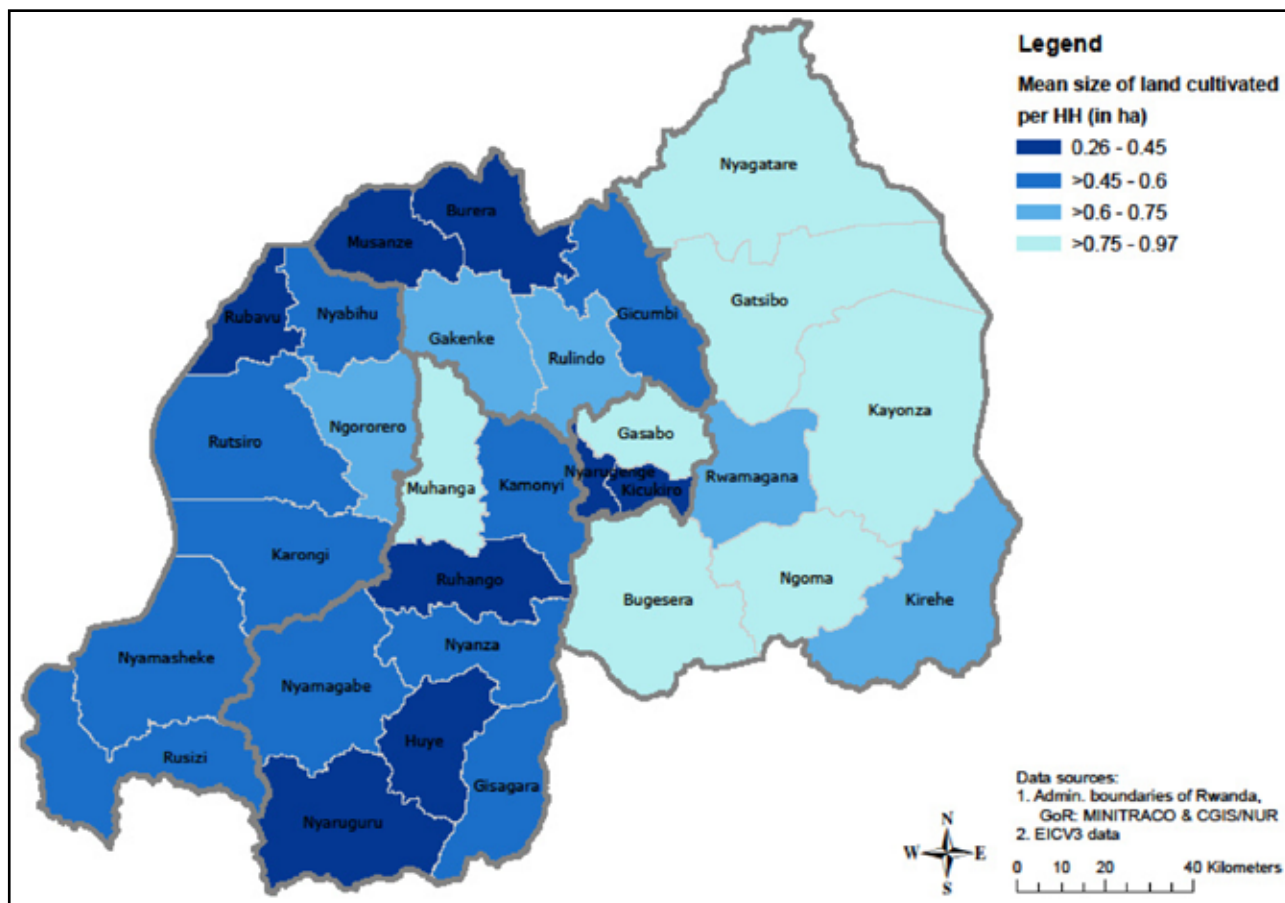 Legend
Mean size of land cultivated
per HH (in ha)
0.26 - 0.45
>0.45 - 0.6
>0.6 - 0.75
>0.75 - 0.97
Nyagatare
Burera
Musanze
Gatsibo
Rubavu
Nyabihu
Gicumbi
Gakenke
Rulindo
Kayonza
Ngororero
Rutsiro
Gasabo
Nyarugenge
Kicukiro
Rwamagana
Muhanga
Kamonyi
Karongi
Ruhango
Ngoma
Bugesera
Kirehe
Nyanza
Nyamasheke
Nyamagabe
Huye
Rusizi
Gisagara
Nyaruguru
Data sources:
1. Admin. boundaries of Rwanda,
GoR: MINITRACO & CGIS/NUR
2. EICV3 data
N
W E
S
0 10 20 40 Kilometers